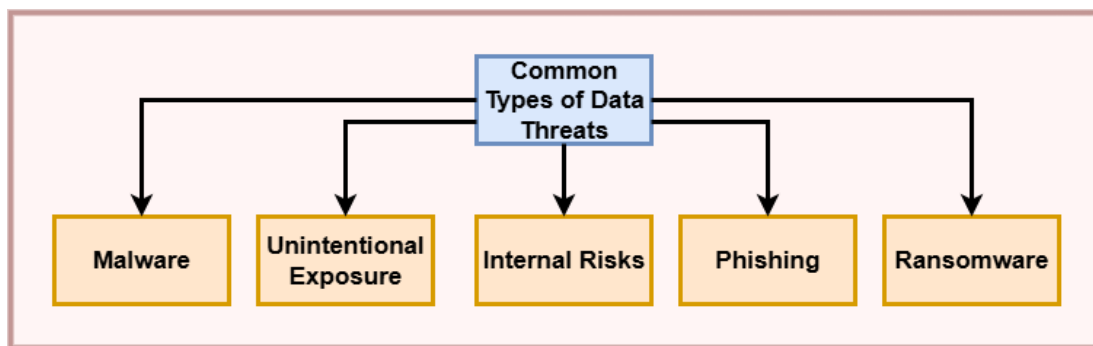 Common
Types of Data
Threats
Malware
Unintentional
Exposure
Internal Risks
Phishing
Ransomware